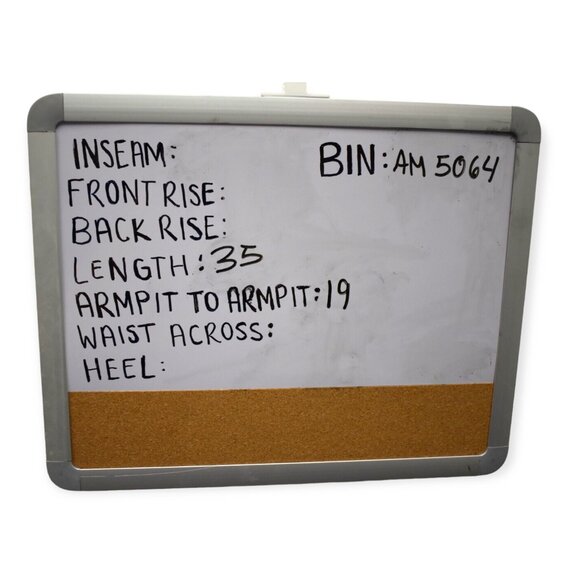 INSEAM:
BIN: AM 5064
FRONT RISE:
BACK RISE:
LENGTH: 35
ARMPIT TO ARMPIT: 19
WAIST ACROSS:
HEEL: